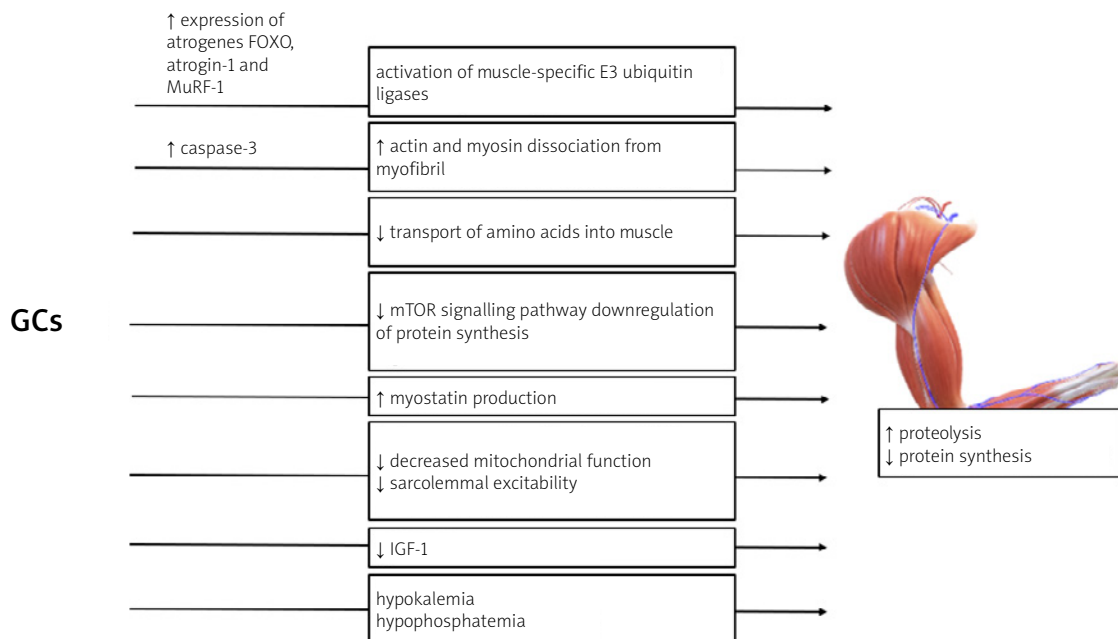 ↑ expression of
atrogenes FOXO,
atrogin-1 and
MuRF-1
activation of muscle-specific E3 ubiquitin
ligases
↑ caspase-3
↑ actin and myosin dissociation from
myofibril
↓ transport of amino acids into muscle
GCs
↓ mTOR signalling pathway downregulation
of protein synthesis
↑ myostatin production
↓ decreased mitochondrial function
↓ sarcolemmal excitability
↓ IGF-1
hypokalemia
hypophosphatemia
↑ proteolysis
↓ protein synthesis